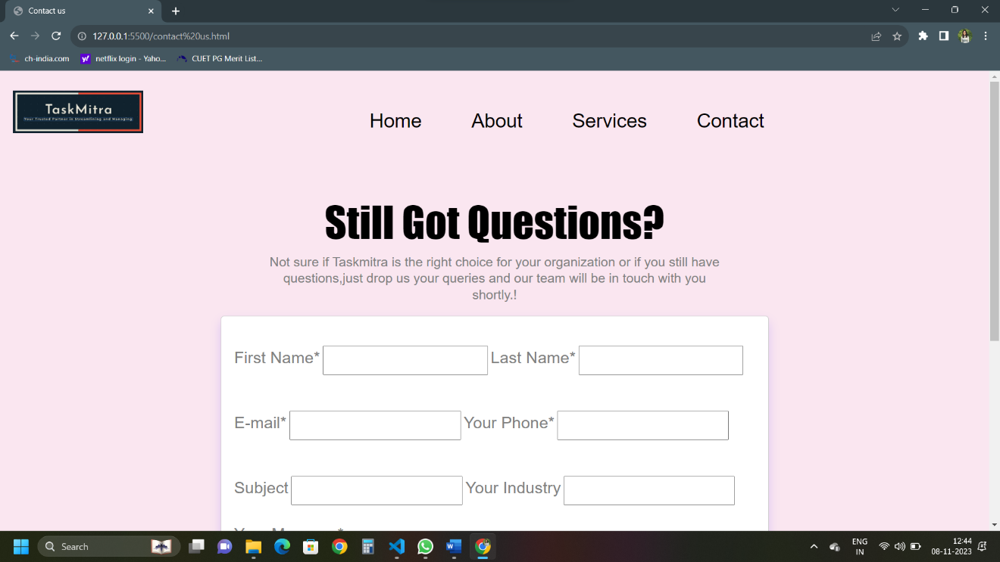 Contact us
127.0.0.1:5500/contact%20us.html
ch-india.com
netflix login - Yaho...
CUET PG Merit List...
TaskMitra
Your Trusted Partner in Streamlining and Managing
Home
About
Services
Contact
Still Got Questions?
Not sure if Taskmitra is the right choice for your organization or if you still have
questions,just drop us your queries and our team will be in touch with you
shortly.!
First Name*
Last Name*
E-mail*
Your Phone*
Subject
Your Industry
Search
ENG
IN
12:44
08-11-2023